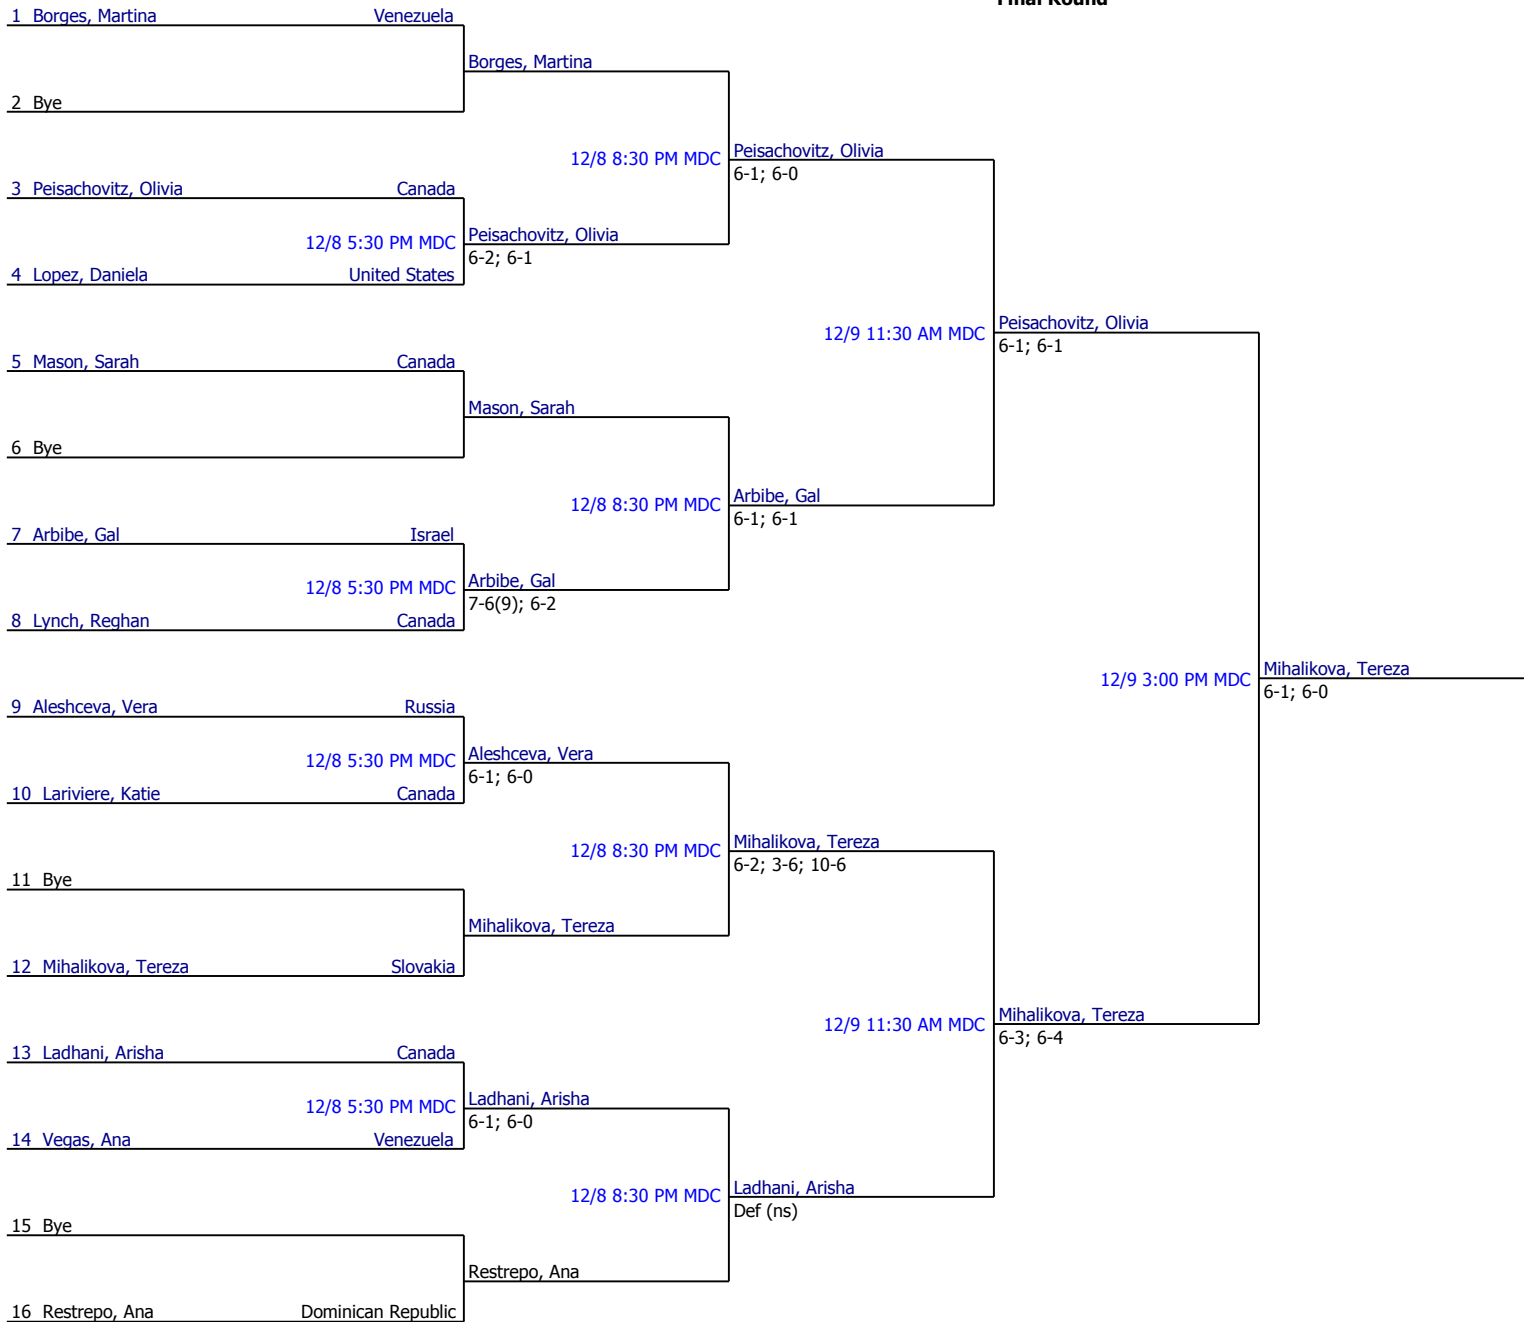 Final Round
1 Borges, Martina Venezuela
Borges, Martina
2 Bye
12/8 8:30 PM MDC Peisachovitz, Olivia
6-1; 6-0
3 Peisachovitz, Olivia Canada
12/8 5:30 PM MDC Peisachovitz, Olivia
6-2; 6-1
4 Lopez, Daniela United States
12/9 11:30 AM MDC Peisachovitz, Olivia
6-1; 6-1
5 Mason, Sarah Canada
Mason, Sarah
6 Bye
12/8 8:30 PM MDC Arbibe, Gal
6-1; 6-1
7 Arbibe, Gal Israel
12/8 5:30 PM MDC Arbibe, Gal
7-6(9); 6-2
8 Lynch, Reghan Canada
12/9 3:00 PM MDC Mihalikova, Tereza
6-1; 6-0
9 Aleshceva, Vera Russia
12/8 5:30 PM MDC Aleshceva, Vera
6-1; 6-0
10 Lariviere, Katie Canada
12/8 8:30 PM MDC Mihalikova, Tereza
6-2; 3-6; 10-6
11 Bye
Mihalikova, Tereza
12 Mihalikova, Tereza Slovakia
12/9 11:30 AM MDC Mihalikova, Tereza
6-3; 6-4
13 Ladhani, Arisha Canada
12/8 5:30 PM MDC Ladhani, Arisha
6-1; 6-0
14 Vegas, Ana Venezuela
12/8 8:30 PM MDC Ladhani, Arisha
Def (ns)
15 Bye
Restrepo, Ana
16 Restrepo, Ana Dominican Republic